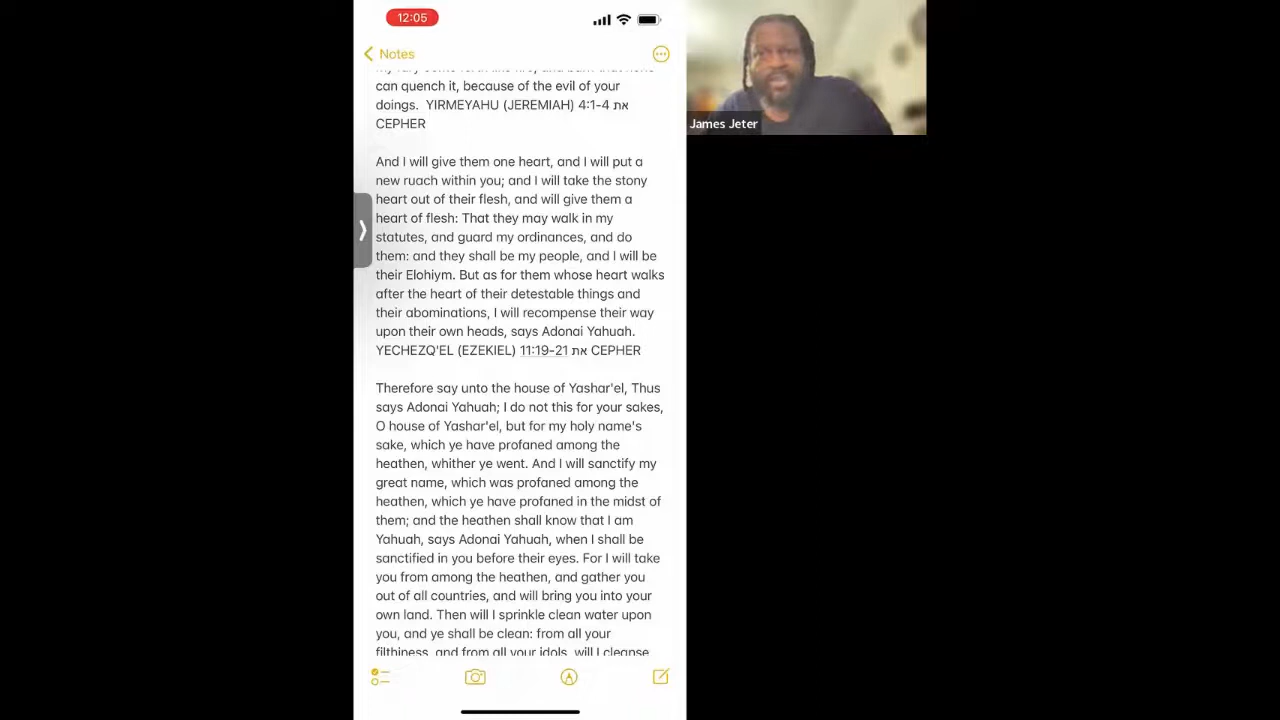 12:05
Notes
can quench it, because of the evil of your
doings.  YIRMEYAHU (JEREMIAH) 4:1-4 את
CEPHER
And I will give them one heart, and I will put a
new ruach within you; and I will take the stony
heart out of their flesh, and will give them a
heart of flesh: That they may walk in my
statutes, and guard my ordinances, and do
them: and they shall be my people, and I will be
their Elohiym. But as for them whose heart walks
after the heart of their detestable things and
their abominations, I will recompense their way
upon their own heads, says Adonai Yahuah.
YECHEZQ'EL (EZEKIEL) 11:19-21 את CEPHER
Therefore say unto the house of Yashar'el, Thus
says Adonai Yahuah; I do not this for your sakes,
O house of Yashar'el, but for my holy name's
sake, which ye have profaned among the
heathen, whither ye went. And I will sanctify my
great name, which was profaned among the
heathen, which ye have profaned in the midst of
them; and the heathen shall know that I am
Yahuah, says Adonai Yahuah, when I shall be
sanctified in you before their eyes. For I will take
you from among the heathen, and gather you
out of all countries, and will bring you into your
own land. Then will I sprinkle clean water upon
you, and ye shall be clean: from all your
filthiness, and from all your idols, will I cleanse
James Jeter